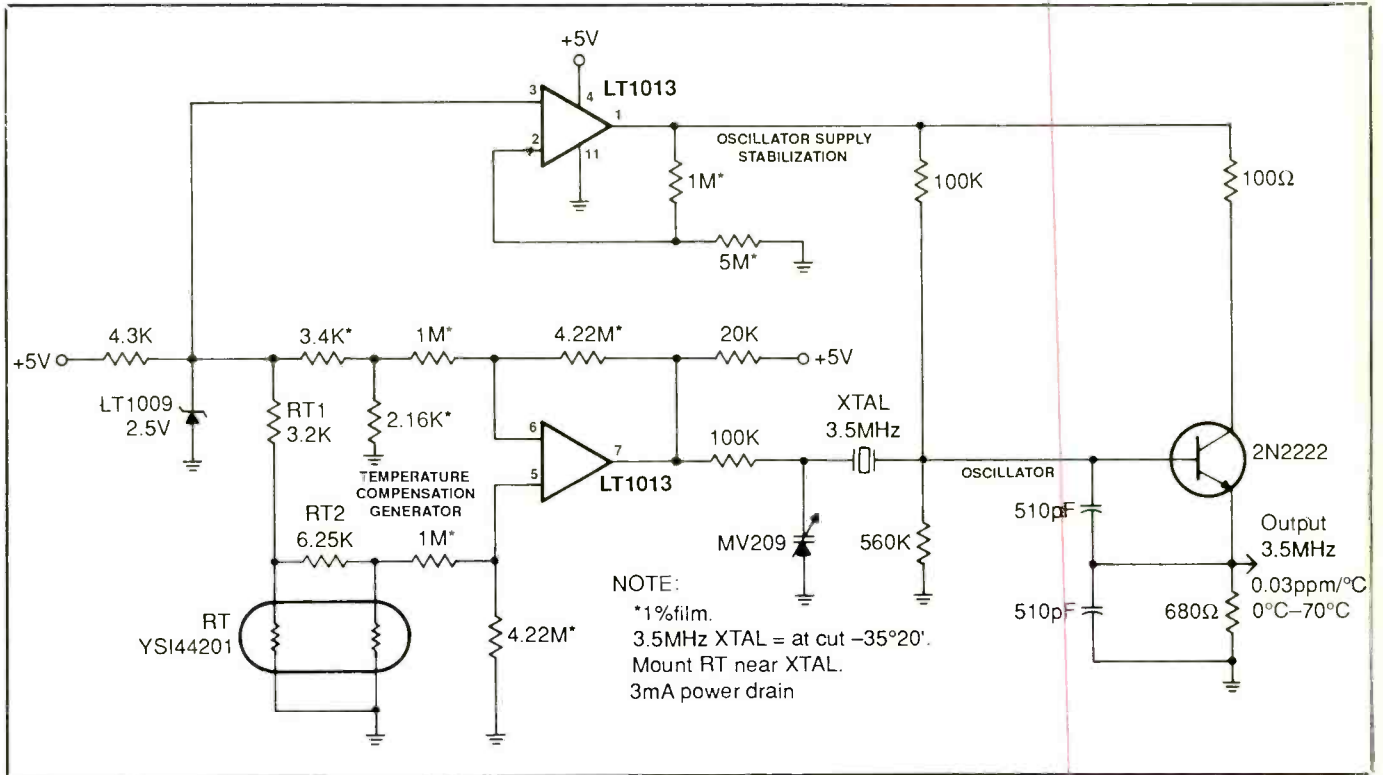 +5V
LT1013
3
4
1
2
11
OSCILLATOR SUPPLY
STABILIZATION
1M*
100K
100Ω
5M*
4.3K
3.4K*
1M*
4.22M*
20K
+5V
+5V
LT1009
2.5V
RT1
3.2K
2.16K*
6
5
7
LT1013
100K
XTAL
3.5MHz
OSCILLATOR
2N2222
TEMPERATURE
COMPENSATION
GENERATOR
RT2
6.25K
1M*
MV209
560K
510pF
Output
3.5MHz
0.03ppm/°C
0°C–70°C
510pF
680Ω
RT
YSI44201
4.22M*
NOTE:
*1%film.
3.5MHz XTAL = at cut –35°20'.
Mount RT near XTAL.
3mA power drain